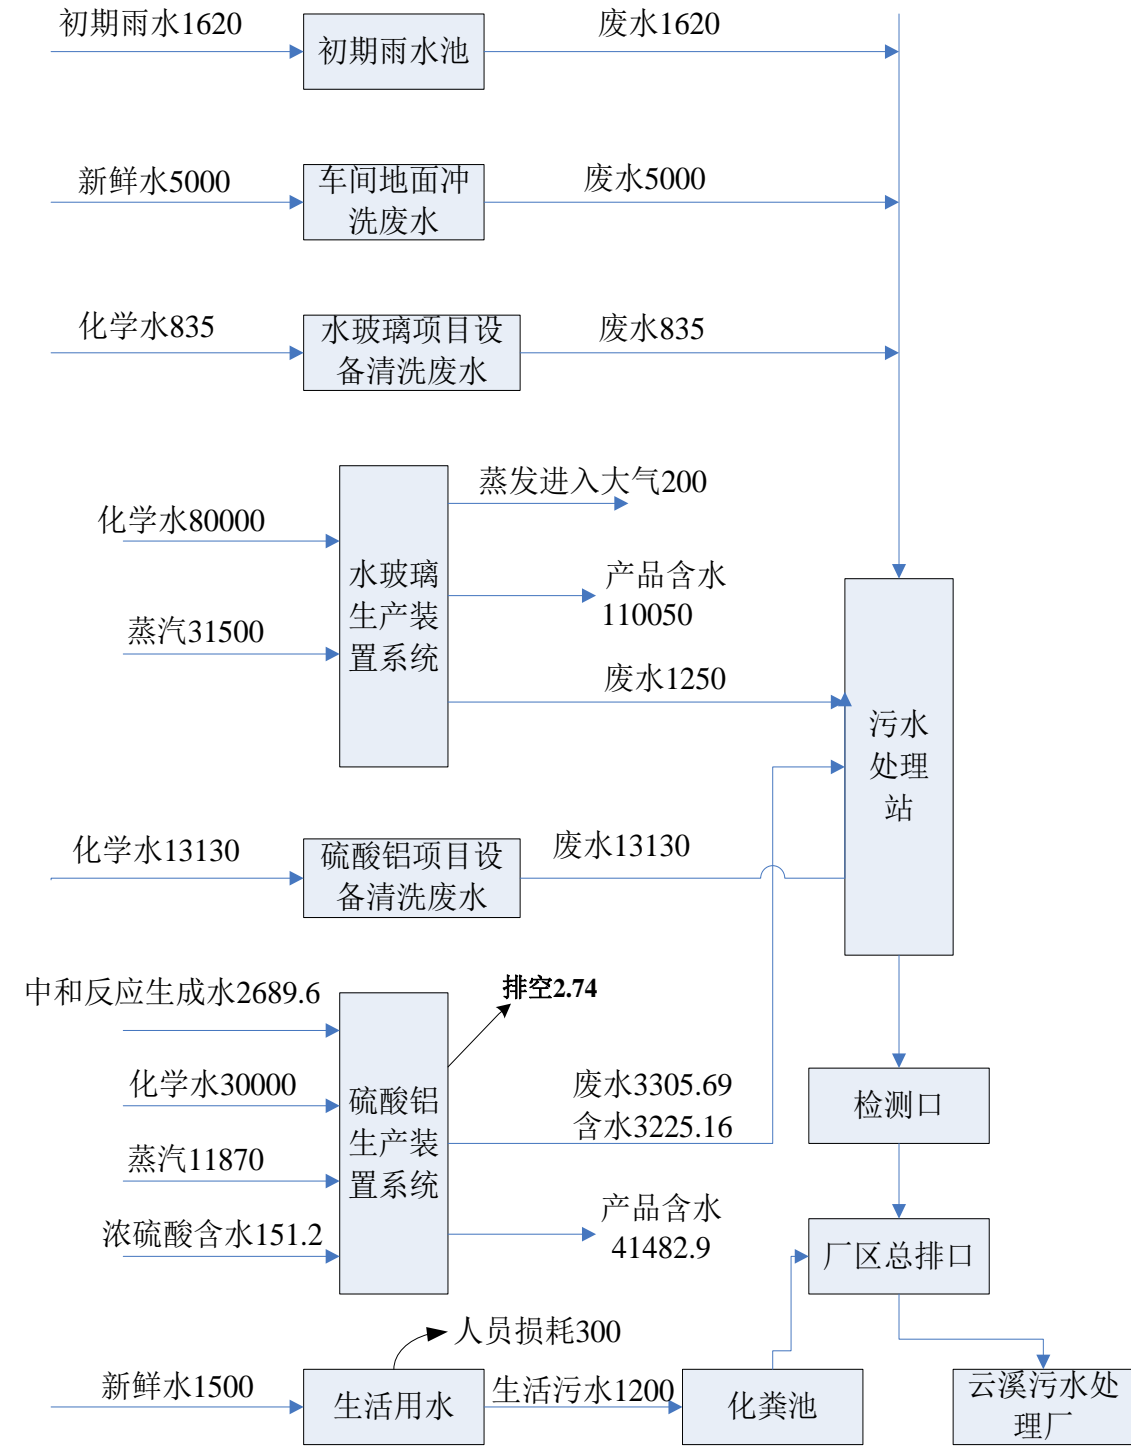 初期雨水1620
废水1620
初期雨水池
新鲜水5000
车间地面冲
洗废水
废水5000
化学水835
水玻璃项目设
备清洗废水
废水835
蒸发进入大气200
化学水80000
水玻璃
生产装
置系统
产品含水
110050
蒸汽31500
废水1250
污水
处理
站
化学水13130
硫酸铝项目设
备清洗废水
废水13130
中和反应生成水2689.6
排空2.74
化学水30000
硫酸铝
生产装
置系统
废水3305.69
含水3225.16
检测口
蒸汽11870
浓硫酸含水151.2
产品含水
41482.9
厂区总排口
人员损耗300
新鲜水1500
生活用水
生活污水1200
化粪池
云溪污水处
理厂